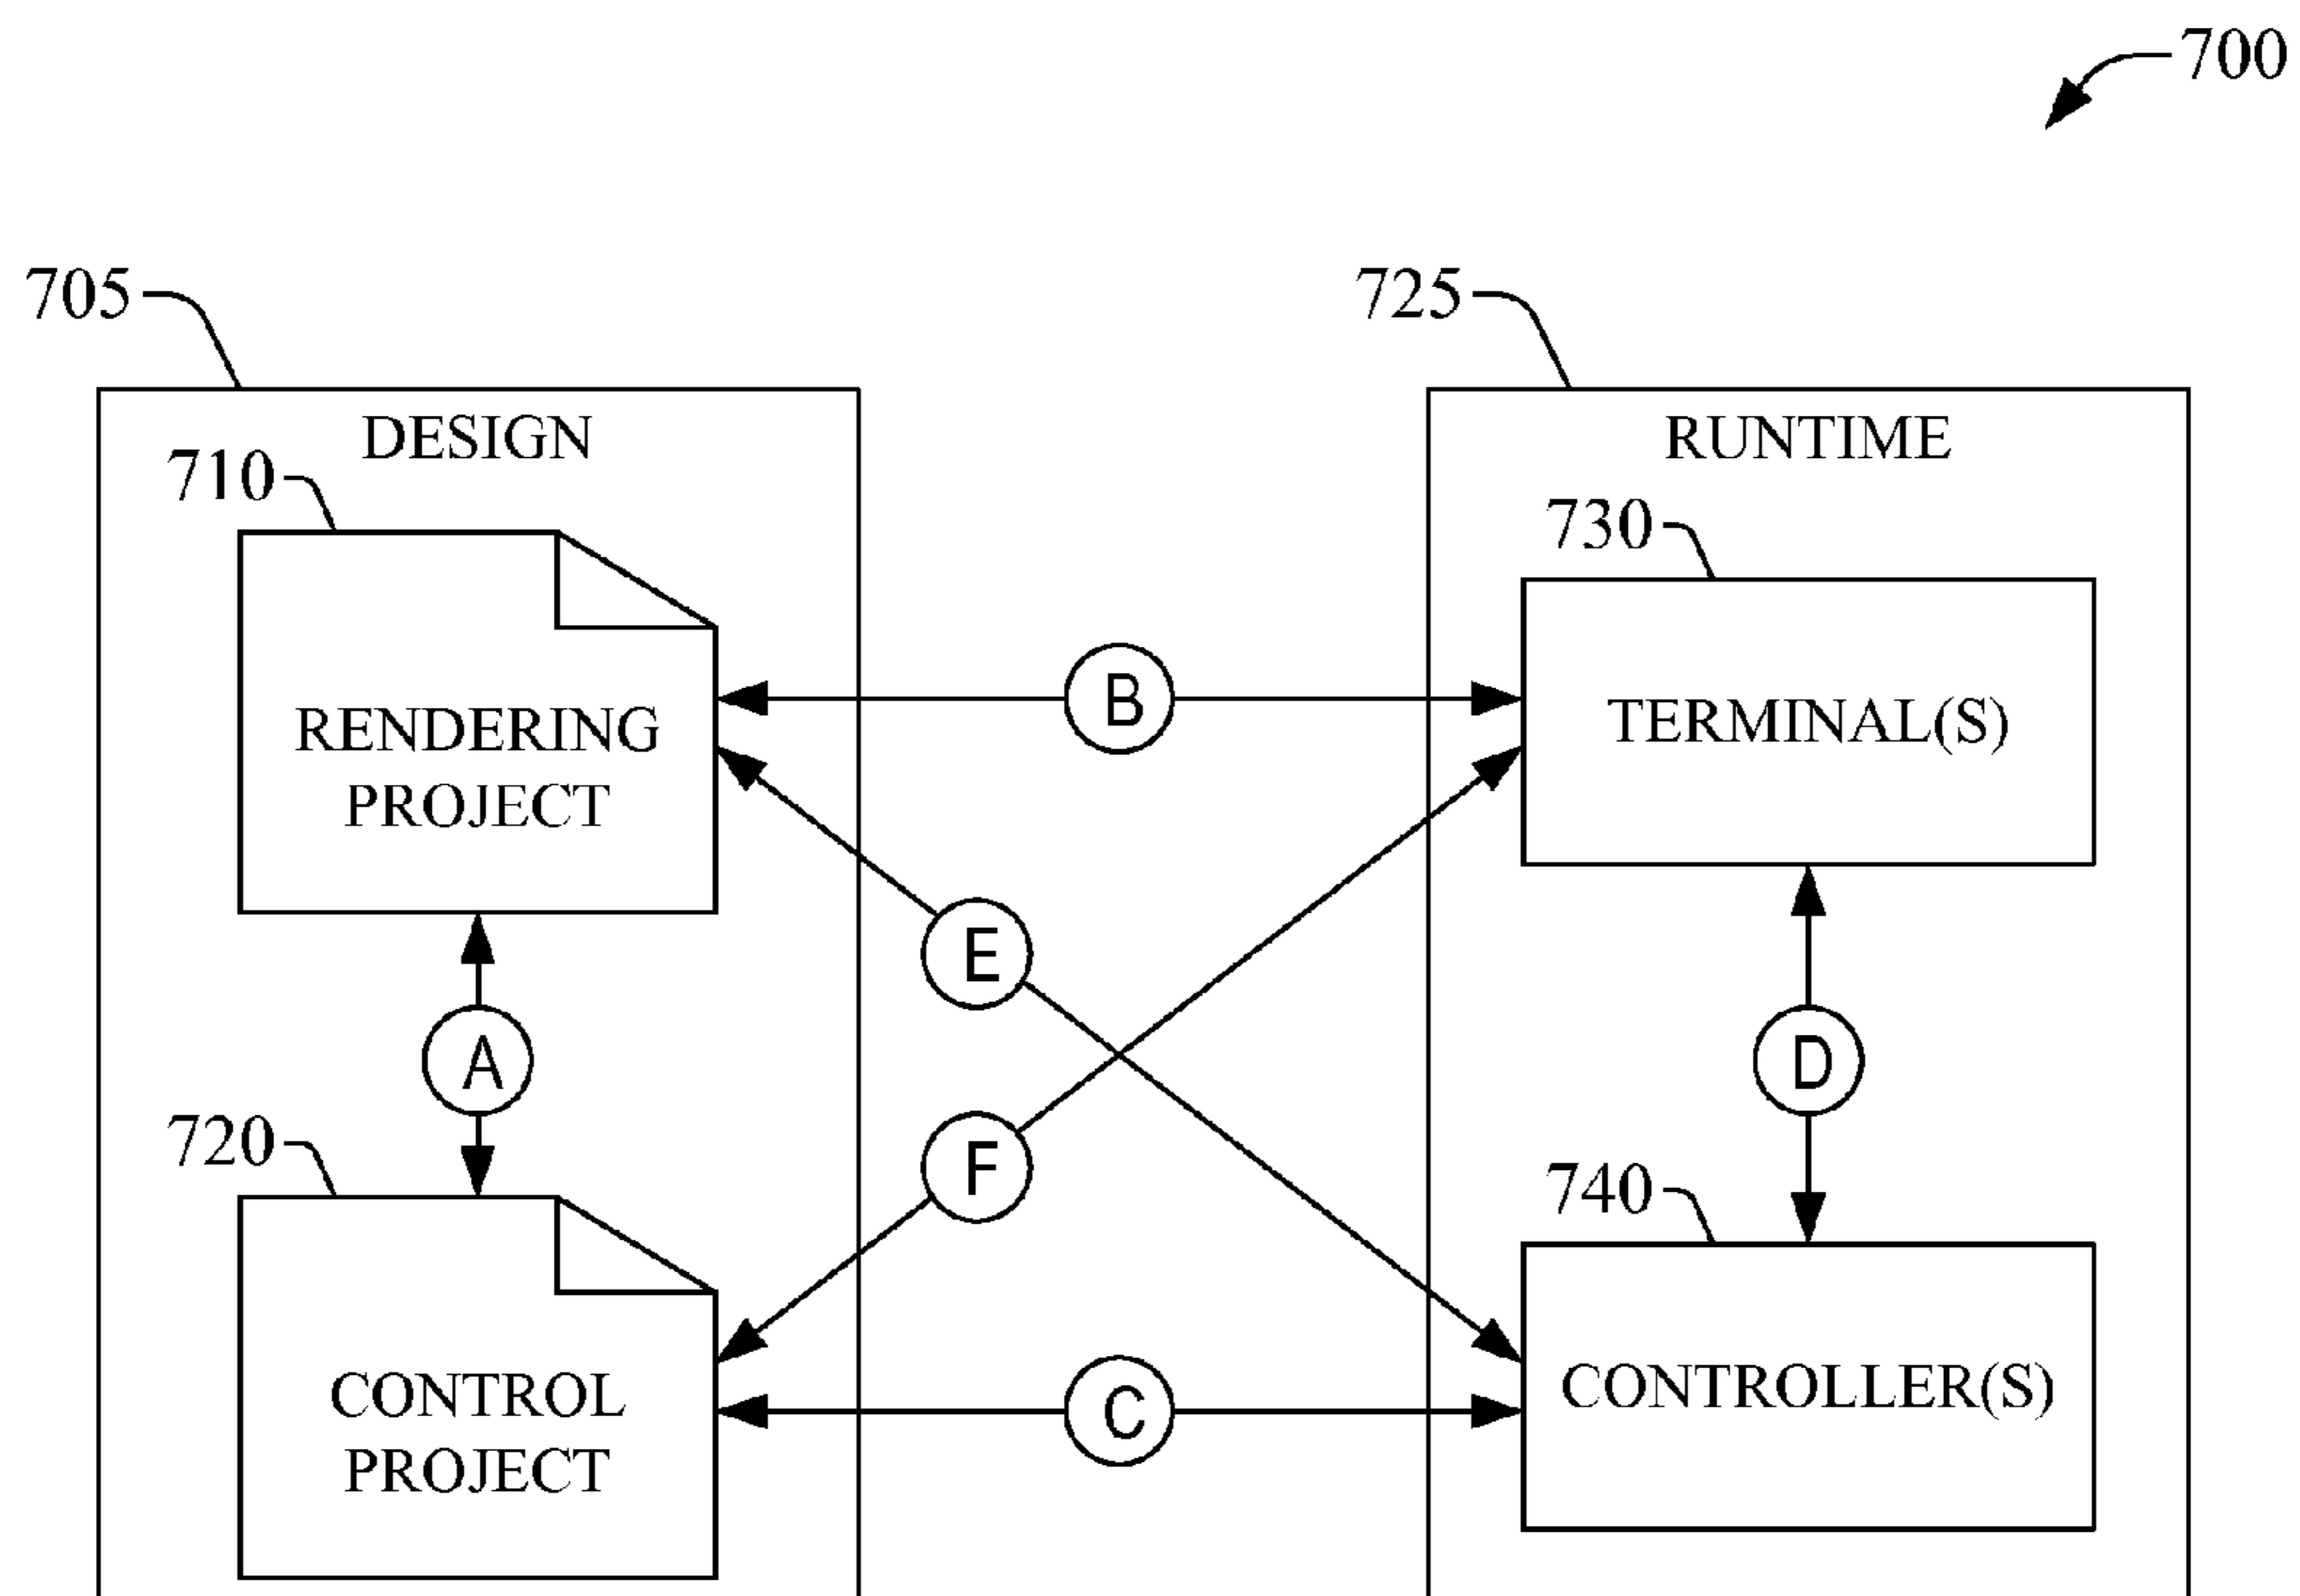 700
705
725
DESIGN
RUNTIME
710
730
RENDERING
PROJECT
B
TERMINAL(S)
E
A
D
F
720
740
CONTROL
PROJECT
C
CONTROLLER(S)